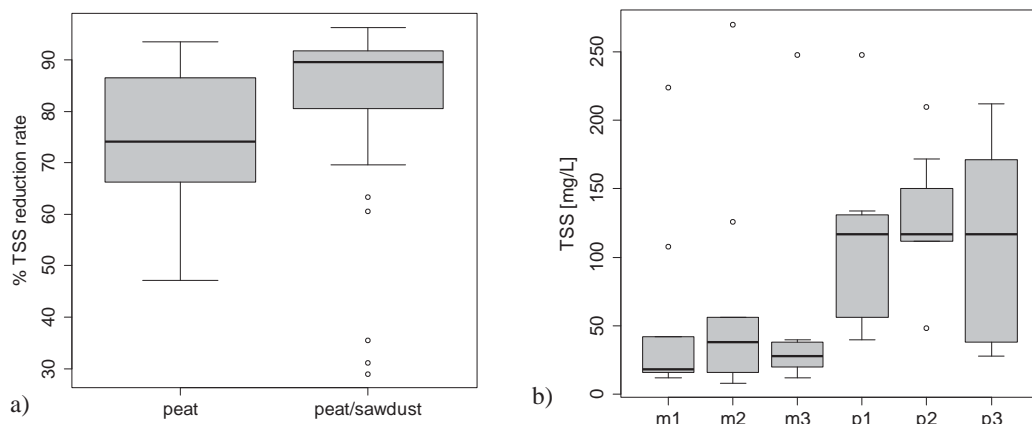 % TSS reduction rate
90
80
70
60
50
40
30
peat peat/sawdust
a)
TSS [mg/L]
250
200
150
100
50
0
m1 m2 m3 p1 p2 p3
b)